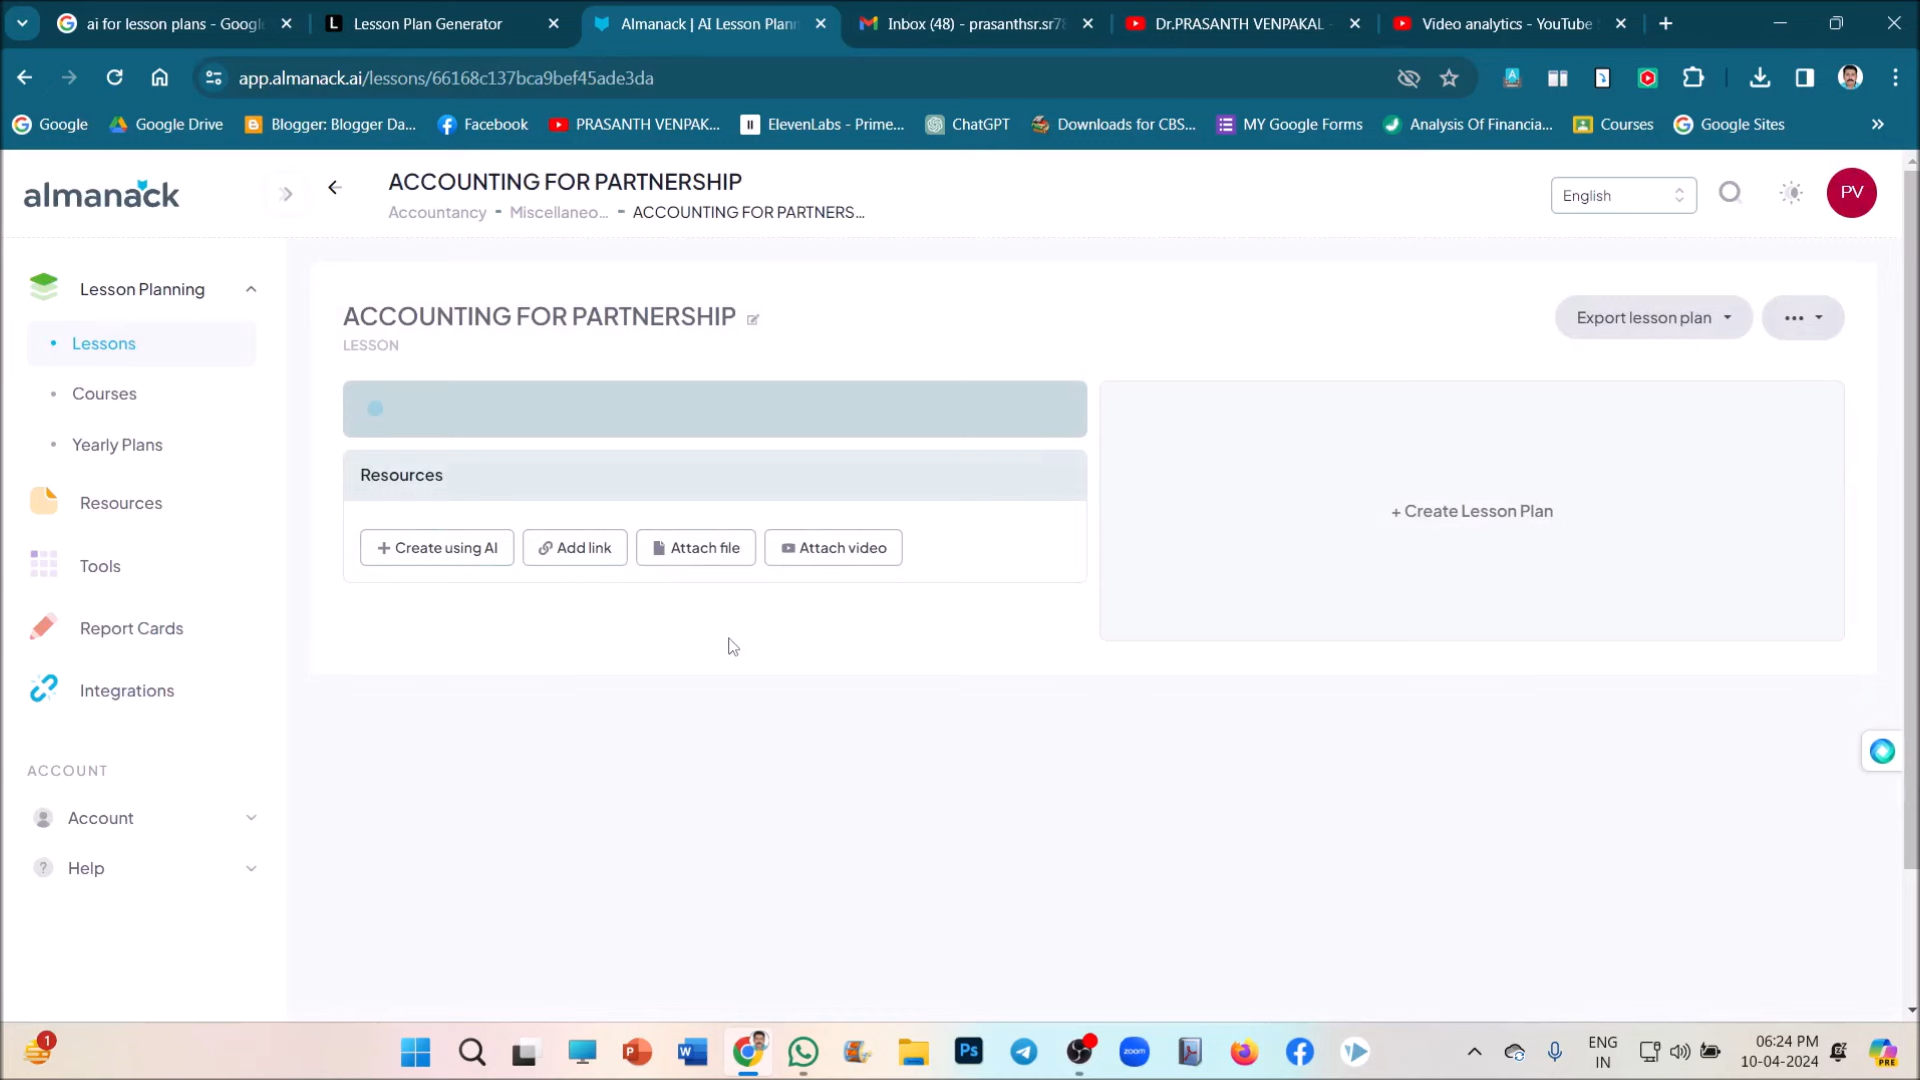 ai for lesson plans - Googl
Lesson Plan Generator
Almanack | AI Lesson Plann
Inbox (48) - prasanthsr.sr78
Dr.PRASANTH VENPAKAL -
Video analytics - YouTube
app.almanack.ai/lessons/66168c137bca9bef45ade3da
Google
Google Drive
Blogger: Blogger Da...
Facebook
PRASANTH VENPAK...
ElevenLabs - Prime...
ChatGPT
Downloads for CBS...
MY Google Forms
Analysis Of Financia...
Courses
Google Sites
almanack
ACCOUNTING FOR PARTNERSHIP
Accountancy - Miscellaneo... - ACCOUNTING FOR PARTNERS...
English
PV
Lesson Planning
Lessons
Courses
Yearly Plans
Resources
Tools
Report Cards
Integrations
ACCOUNT
Account
Help
ACCOUNTING FOR PARTNERSHIP
LESSON
Export lesson plan
Resources
+ Create using AI
Add link
Attach file
Attach video
+ Create Lesson Plan
1
zoom
ENG
IN
06:24 PM
10-04-2024
PRE